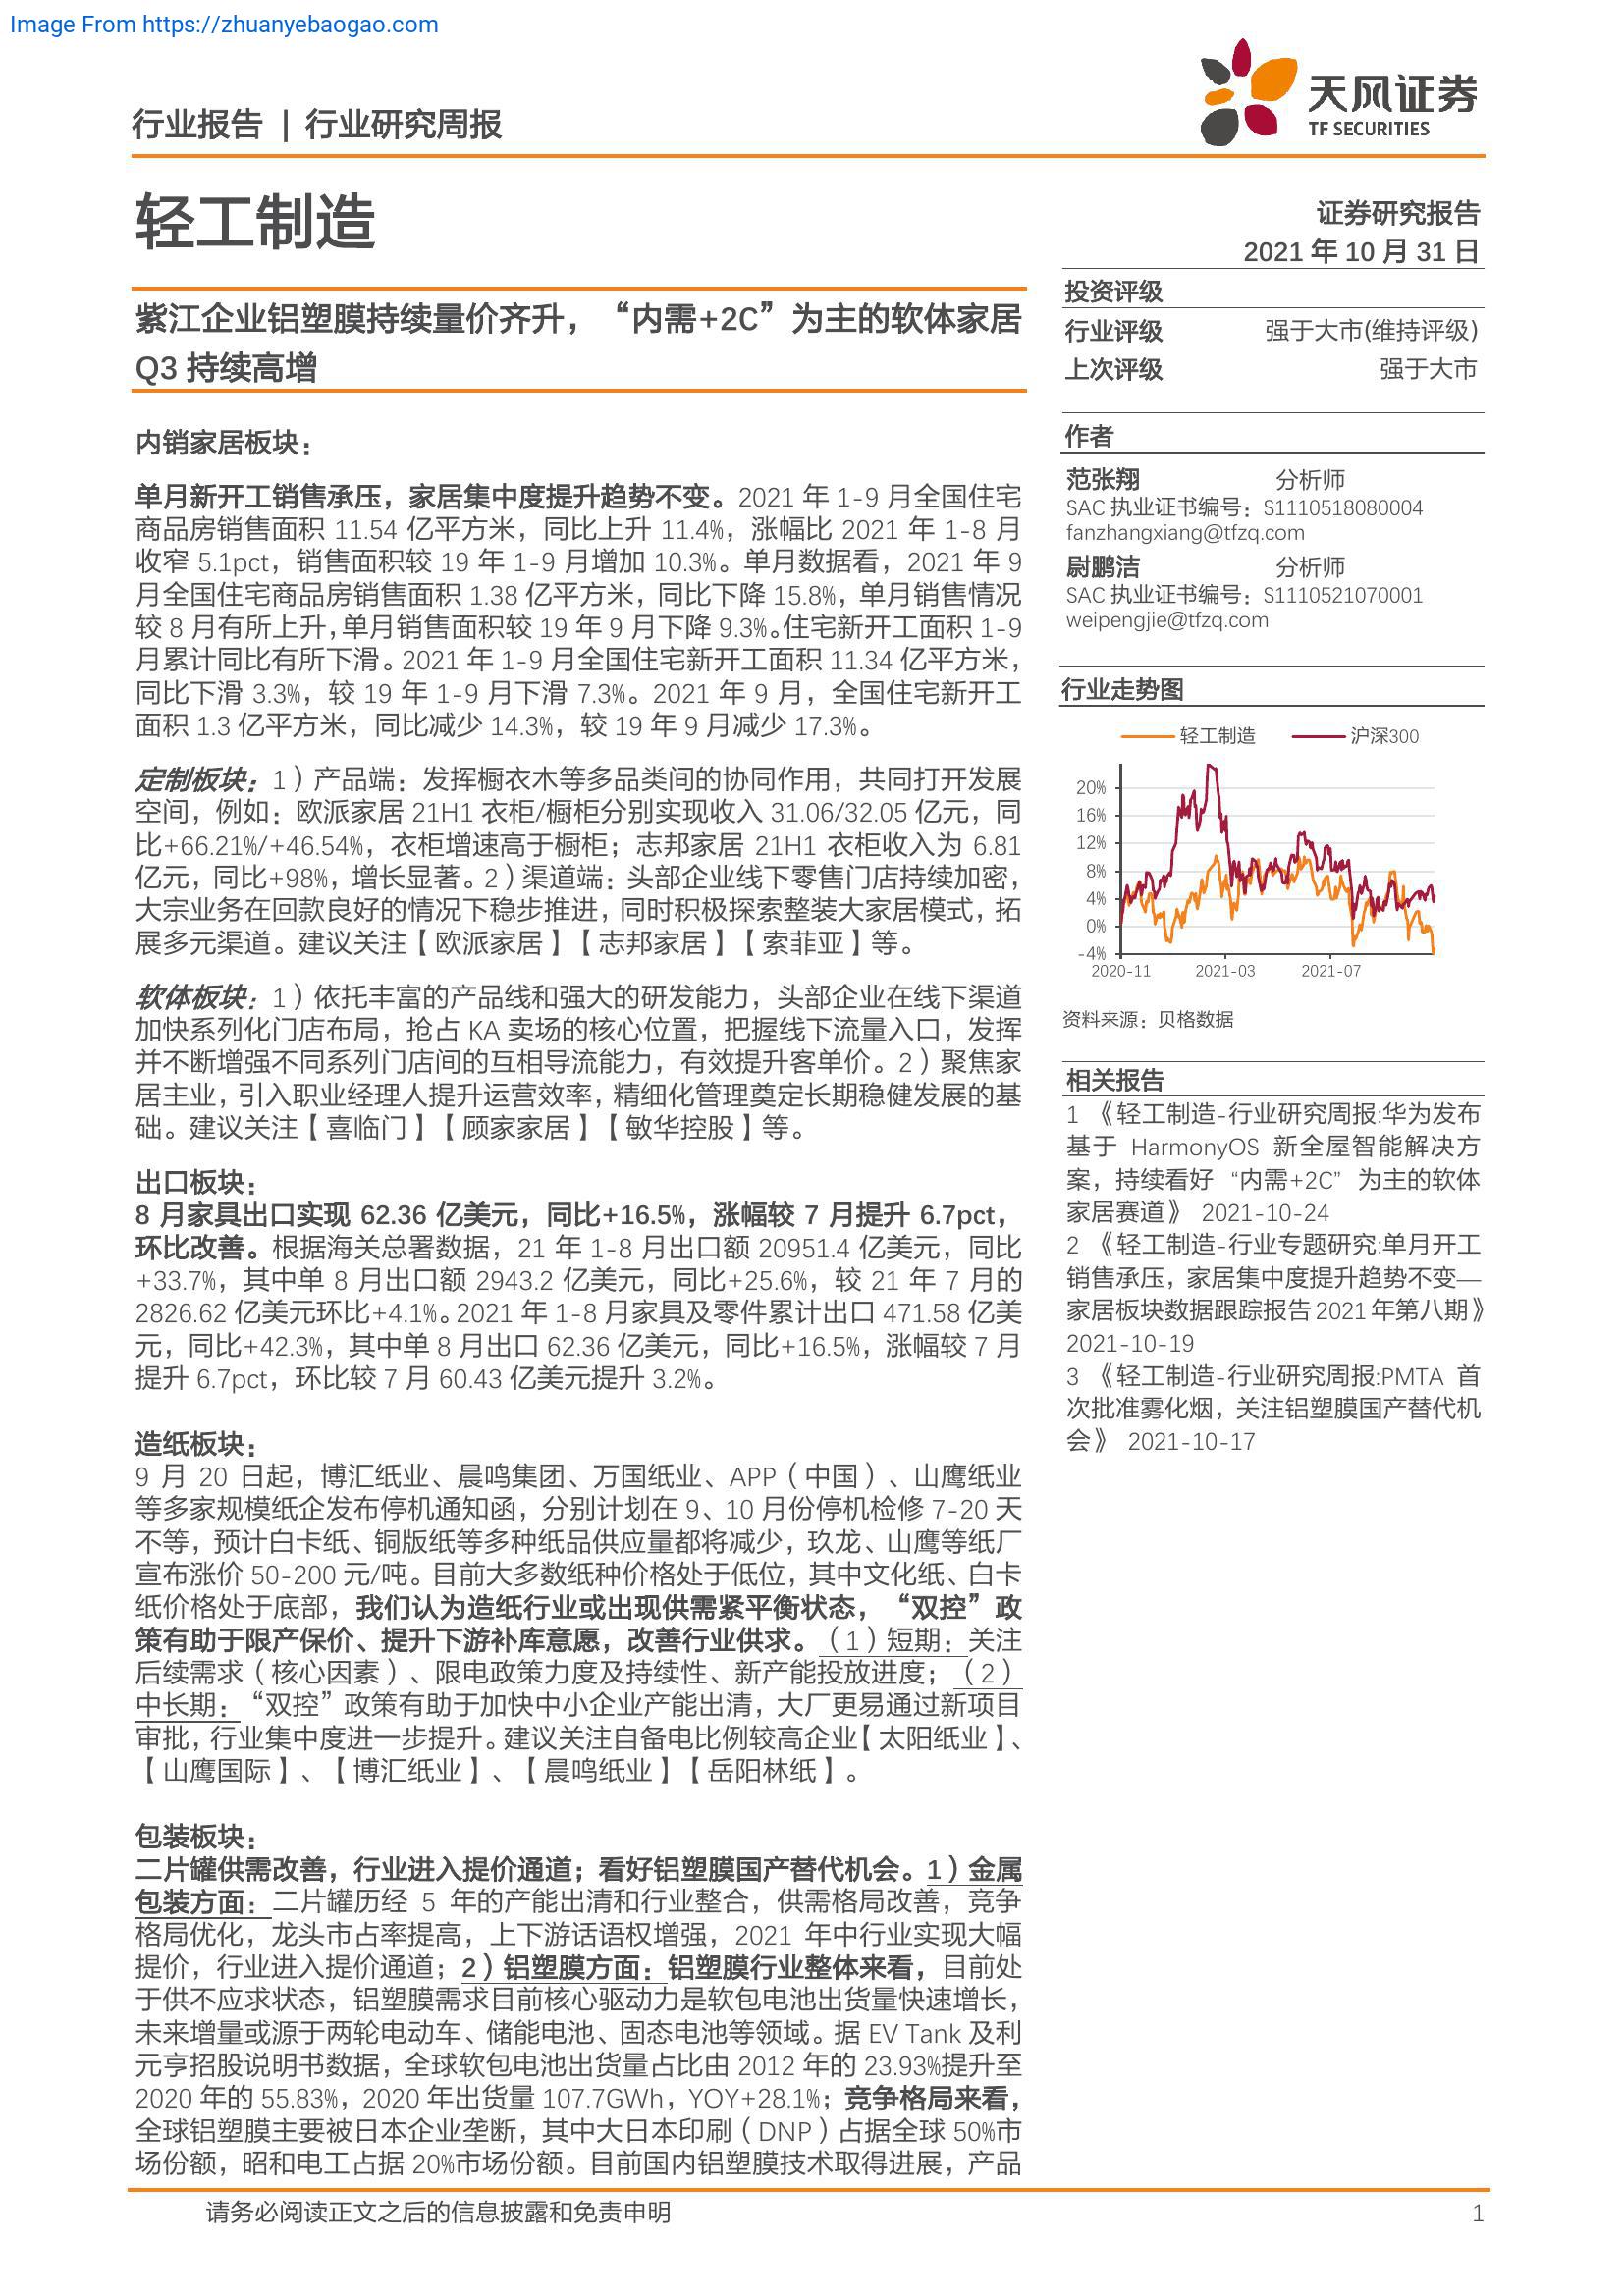 Image From https://zhuanyebaogao.com
行业报告 | 行业研究周报
天风证券
TF SECURITIES
轻工制造
证券研究报告
2021 年 10 月 31 日
紫江企业铝塑膜持续量价齐升，“内需+2C”为主的软体家居
Q3 持续高增
内销家居板块：
单月新开工销售承压，家居集中度提升趋势不变。2021 年 1-9 月全国住宅
商品房销售面积 11.54 亿平方米，同比上升 11.4%，涨幅比 2021 年 1-8 月
收窄 5.1pct，销售面积较 19 年 1-9 月增加 10.3%。单月数据看，2021 年 9
月全国住宅商品房销售面积 1.38 亿平方米，同比下降 15.8%，单月销售情况
较 8 月有所上升，单月销售面积较 19 年 9 月下降 9.3%。住宅新开工面积 1-9
月累计同比有所下滑。2021 年 1-9 月全国住宅新开工面积 11.34 亿平方米，
同比下滑 3.3%，较 19 年 1-9 月下滑 7.3%。2021 年 9 月，全国住宅新开工
面积 1.3 亿平方米，同比减少 14.3%，较 19 年 9 月减少 17.3%。
定制板块：1）产品端：发挥橱衣木等多品类间的协同作用，共同打开发展
空间，例如：欧派家居 21H1 衣柜/橱柜分别实现收入 31.06/32.05 亿元，同
比+66.21%/+46.54%，衣柜增速高于橱柜；志邦家居 21H1 衣柜收入为 6.81
亿元，同比+98%，增长显著。2）渠道端：头部企业线下零售门店持续加密，
大宗业务在回款良好的情况下稳步推进，同时积极探索整装大家居模式，拓
展多元渠道。建议关注【欧派家居】【志邦家居】【索菲亚】等。
软体板块：1）依托丰富的产品线和强大的研发能力，头部企业在线下渠道
加快系列化门店布局，抢占 KA 卖场的核心位置，把握线下流量入口，发挥
并不断增强不同系列门店间的互相导流能力，有效提升客单价。2）聚焦家
居主业，引入职业经理人提升运营效率，精细化管理奠定长期稳健发展的基
础。建议关注【喜临门】【顾家家居】【敏华控股】等。
出口板块：
8 月家具出口实现 62.36 亿美元，同比+16.5%，涨幅较 7 月提升 6.7pct，
环比改善。根据海关总署数据，21 年 1-8 月出口额 20951.4 亿美元，同比
+33.7%，其中单 8 月出口额 2943.2 亿美元，同比+25.6%，较 21 年 7 月的
2826.62 亿美元环比+4.1%。2021 年 1-8 月家具及零件累计出口 471.58 亿美
元，同比+42.3%，其中单 8 月出口 62.36 亿美元，同比+16.5%，涨幅较 7 月
提升 6.7pct，环比较 7 月 60.43 亿美元提升 3.2%。
造纸板块：
9 月 20 日起，博汇纸业、晨鸣集团、万国纸业、APP（中国）、山鹰纸业
等多家规模纸企发布停机通知函，分别计划在 9、10 月份停机检修 7-20 天
不等，预计白卡纸、铜版纸等多种纸品供应量都将减少，玖龙、山鹰等纸厂
宣布涨价 50-200 元/吨。目前大多数纸种价格处于低位，其中文化纸、白卡
纸价格处于底部，我们认为造纸行业或出现供需紧平衡状态，“双控”政
策有助于限产保价、提升下游补库意愿，改善行业供求。（1）短期：关注
后续需求（核心因素）、限电政策力度及持续性、新产能投放进度；（2）
中长期：“双控”政策有助于加快中小企业产能出清，大厂更易通过新项目
审批，行业集中度进一步提升。建议关注自备电比例较高企业【太阳纸业】、
【山鹰国际】、【博汇纸业】、【晨鸣纸业】【岳阳林纸】。
包装板块：
二片罐供需改善，行业进入提价通道；看好铝塑膜国产替代机会。1）金属
包装方面：二片罐历经 5 年的产能出清和行业整合，供需格局改善，竞争
格局优化，龙头市占率提高，上下游话语权增强，2021 年中行业实现大幅
提价，行业进入提价通道；2）铝塑膜方面：铝塑膜行业整体来看，目前处
于供不应求状态，铝塑膜需求目前核心驱动力是软包电池出货量快速增长，
未来增量或源于两轮电动车、储能电池、固态电池等领域。据 EV Tank 及利
元亨招股说明书数据，全球软包电池出货量占比由 2012 年的 23.93%提升至
2020 年的 55.83%，2020 年出货量 107.7GWh，YOY+28.1%；竞争格局来看，
全球铝塑膜主要被日本企业垄断，其中大日本印刷（DNP）占据全球 50%市
场份额，昭和电工占据 20%市场份额。目前国内铝塑膜技术取得进展，产品
投资评级
行业评级 强于大市(维持评级)
上次评级 强于大市
作者
范张翔 分析师
SAC 执业证书编号：S1110518080004
fanzhangxiang@tfzq.com
尉鹏洁 分析师
SAC 执业证书编号：S1110521070001
weipengjie@tfzq.com
行业走势图
轻工制造 沪深300
20%
16%
12%
8%
4%
0%
-4%
2020-11 2021-03 2021-07
资料来源：贝格数据
相关报告
1 《轻工制造-行业研究周报:华为发布
基于 HarmonyOS 新全屋智能解决方
案，持续看好 “内需+2C” 为主的软体
家居赛道》 2021-10-24
2 《轻工制造-行业专题研究:单月开工
销售承压，家居集中度提升趋势不变—
家居板块数据跟踪报告 2021 年第八期》
2021-10-19
3 《轻工制造-行业研究周报:PMTA 首
次批准雾化烟，关注铝塑膜国产替代机
会》 2021-10-17
请务必阅读正文之后的信息披露和免责申明 1